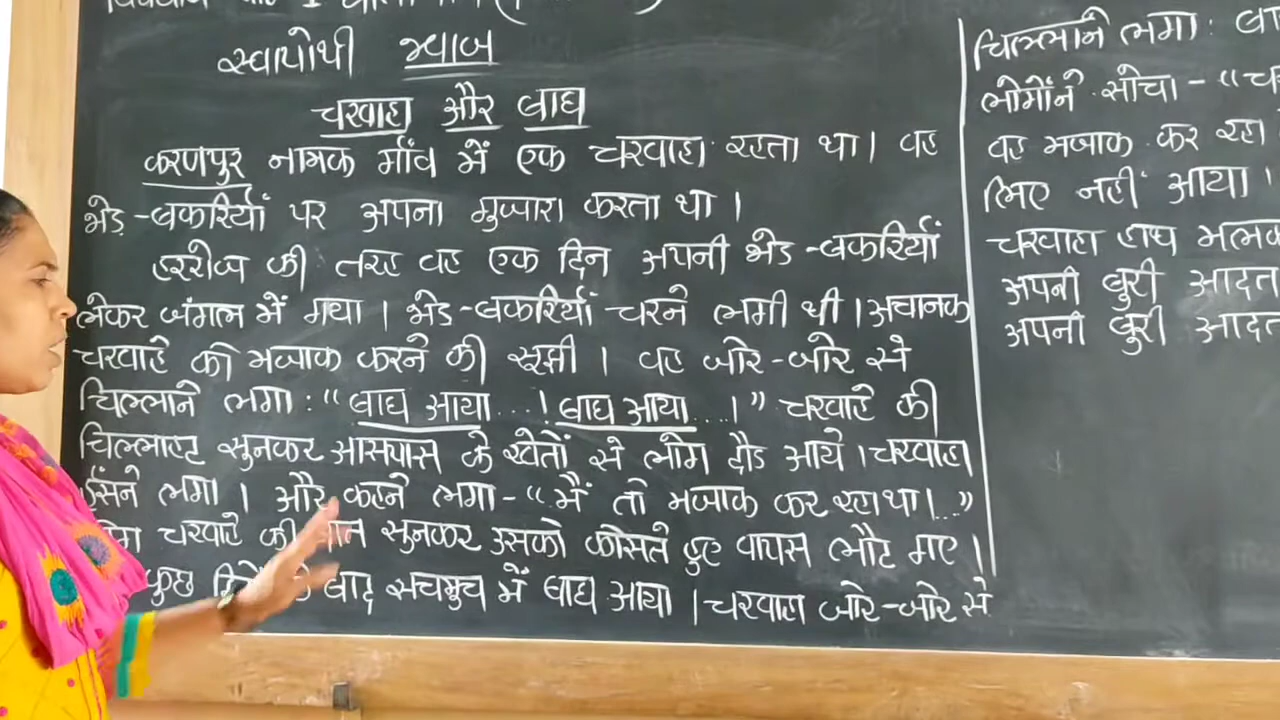 स्वापोथी
चरवाहा और बाघ
करणपुर नामक गाँव में एक चरवाहा रहता था। वह
भेड़-बकरियाँ पर अपना गुजारा करता था।
हररोज की तरह वह एक दिन अपनी भेड-बकरियाँ
लेकर जंगल में गया। भेड-बकरियाँ चरने लगी थी। अचानक
चरवाहे को मजाक करने की सूझी। वह जोर-जोर से
चिल्लाने लगा: "बाघ आया...! बाघ आया...।" चरवाहे की
चिल्लाहट सुनकर आसपास के खेतों से लोग दौड आये। चरवाहा
हँसने लगा। और कहने लगा-"मैं तो मजाक कर रहा था।..."
चरवाहे की सुनकर उसको कोसते हुए वापस लौट गए।
कुछ बाद सचमुच में बाघ आया। चरवाहा जोर-जोर से
चिल्लाने लगा:
लोगोंने सोचा-"
वह मजाक कर रहा
लिए नहीं आया।
चरवाहा हाथ
अपनी बुरी आदत
अपनी बुरी आदत